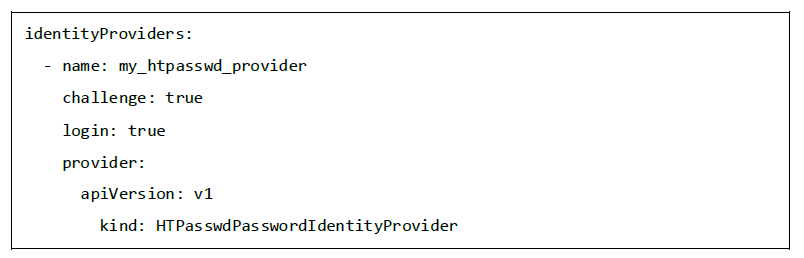 identityProviders:
  - name: my_htpasswd_provider
    challenge: true
    login: true
    provider:
      apiVersion: v1
        kind: HTPasswdPasswordIdentityProvider